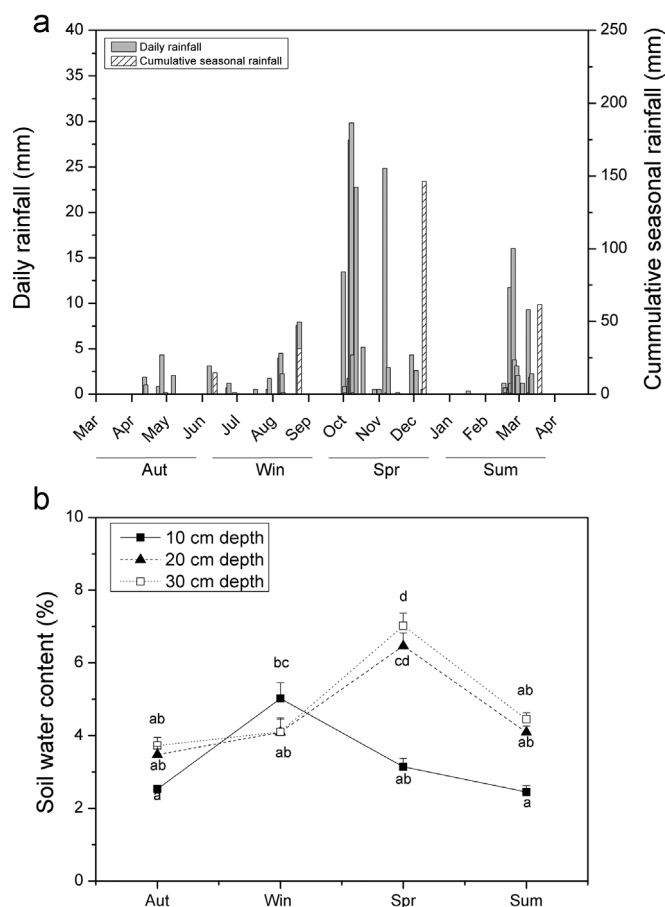 a
Daily rainfall
Cumulative seasonal rainfall
40
35
30
25
20
15
10
5
0
Daily rainfall (mm)
250
200
150
100
50
0
Cummulative seasonal rainfall (mm)
Mar Apr May Jun Jul Aug Sep Oct Nov Dec Jan Feb Mar Apr
Aut Win Spr Sum
b
10 cm depth
20 cm depth
30 cm depth
10
8
6
4
2
0
Soil water content (%)
d
bc cd
ab ab
ab ab ab ab
a a
Aut Win Spr Sum